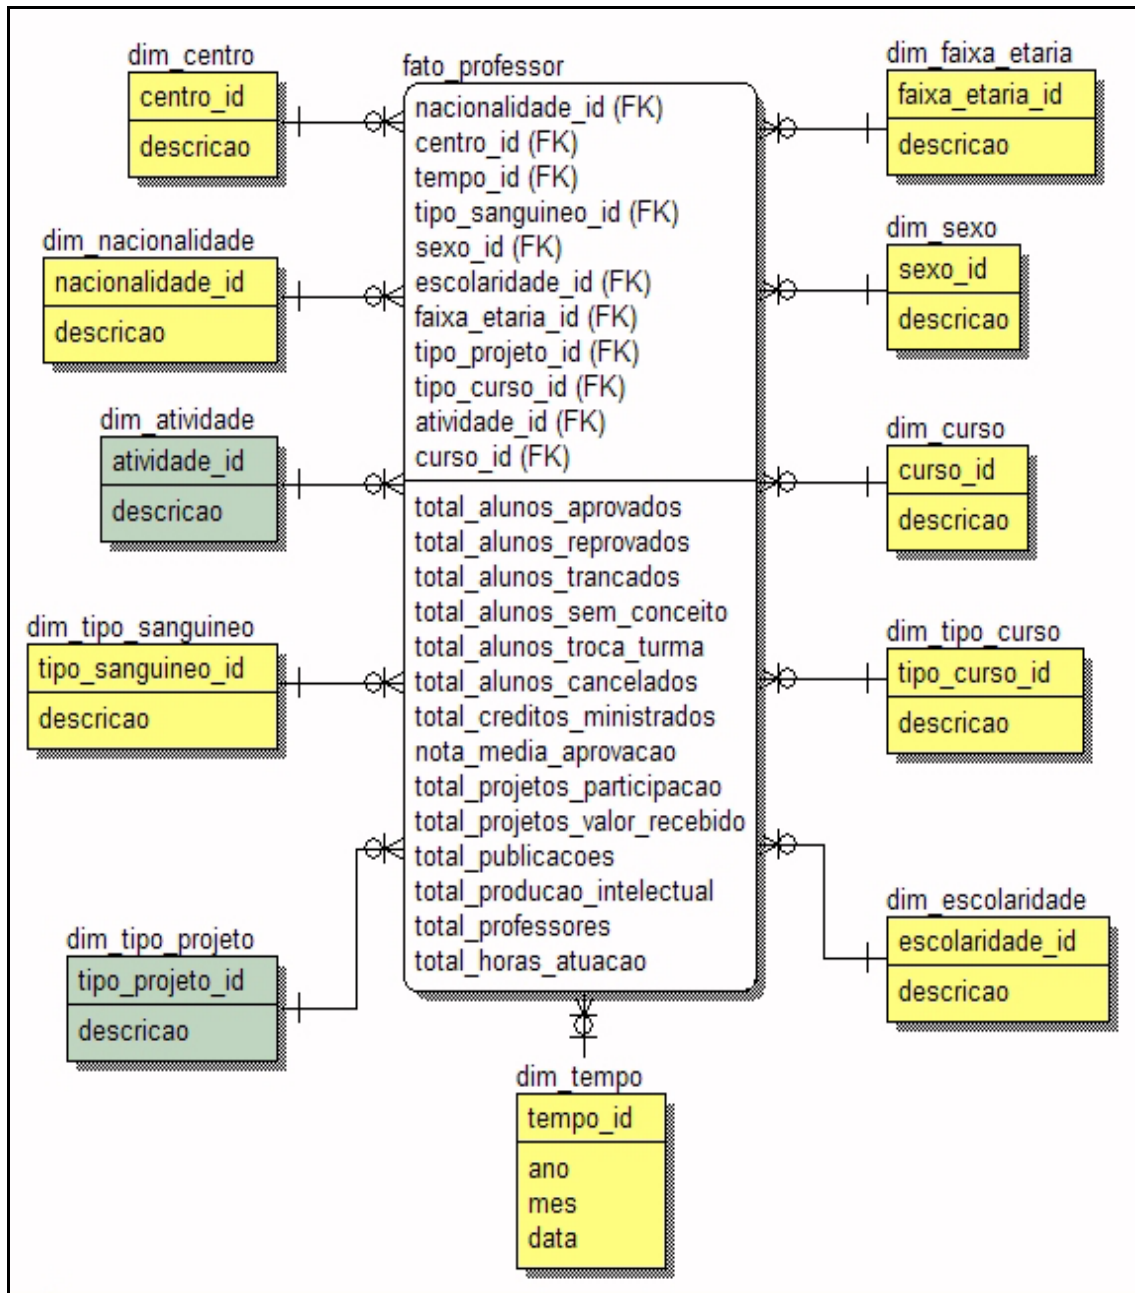 dim_centro
centro_id
descricao
dim_nacionalidade
nacionalidade_id
descricao
dim_atividade
atividade_id
descricao
dim_tipo_sanguineo
tipo_sanguineo_id
descricao
dim_tipo_projeto
tipo_projeto_id
descricao
fato_professor
nacionalidade_id (FK)
centro_id (FK)
tempo_id (FK)
tipo_sanguineo_id (FK)
sexo_id (FK)
escolaridade_id (FK)
faixa_etaria_id (FK)
tipo_projeto_id (FK)
tipo_curso_id (FK)
atividade_id (FK)
curso_id (FK)
total_alunos_aprovados
total_alunos_reprovados
total_alunos_trancados
total_alunos_sem_conceito
total_alunos_troca_turma
total_alunos_cancelados
total_creditos_ministrados
nota_media_aprovacao
total_projetos_participacao
total_projetos_valor_recebido
total_publicacoes
total_producao_intelectual
total_professores
total_horas_atuacao
dim_tempo
tempo_id
ano
mes
data
dim_faixa_etaria
faixa_etaria_id
descricao
dim_sexo
sexo_id
descricao
dim_curso
curso_id
descricao
dim_tipo_curso
tipo_curso_id
descricao
dim_escolaridade
escolaridade_id
descricao